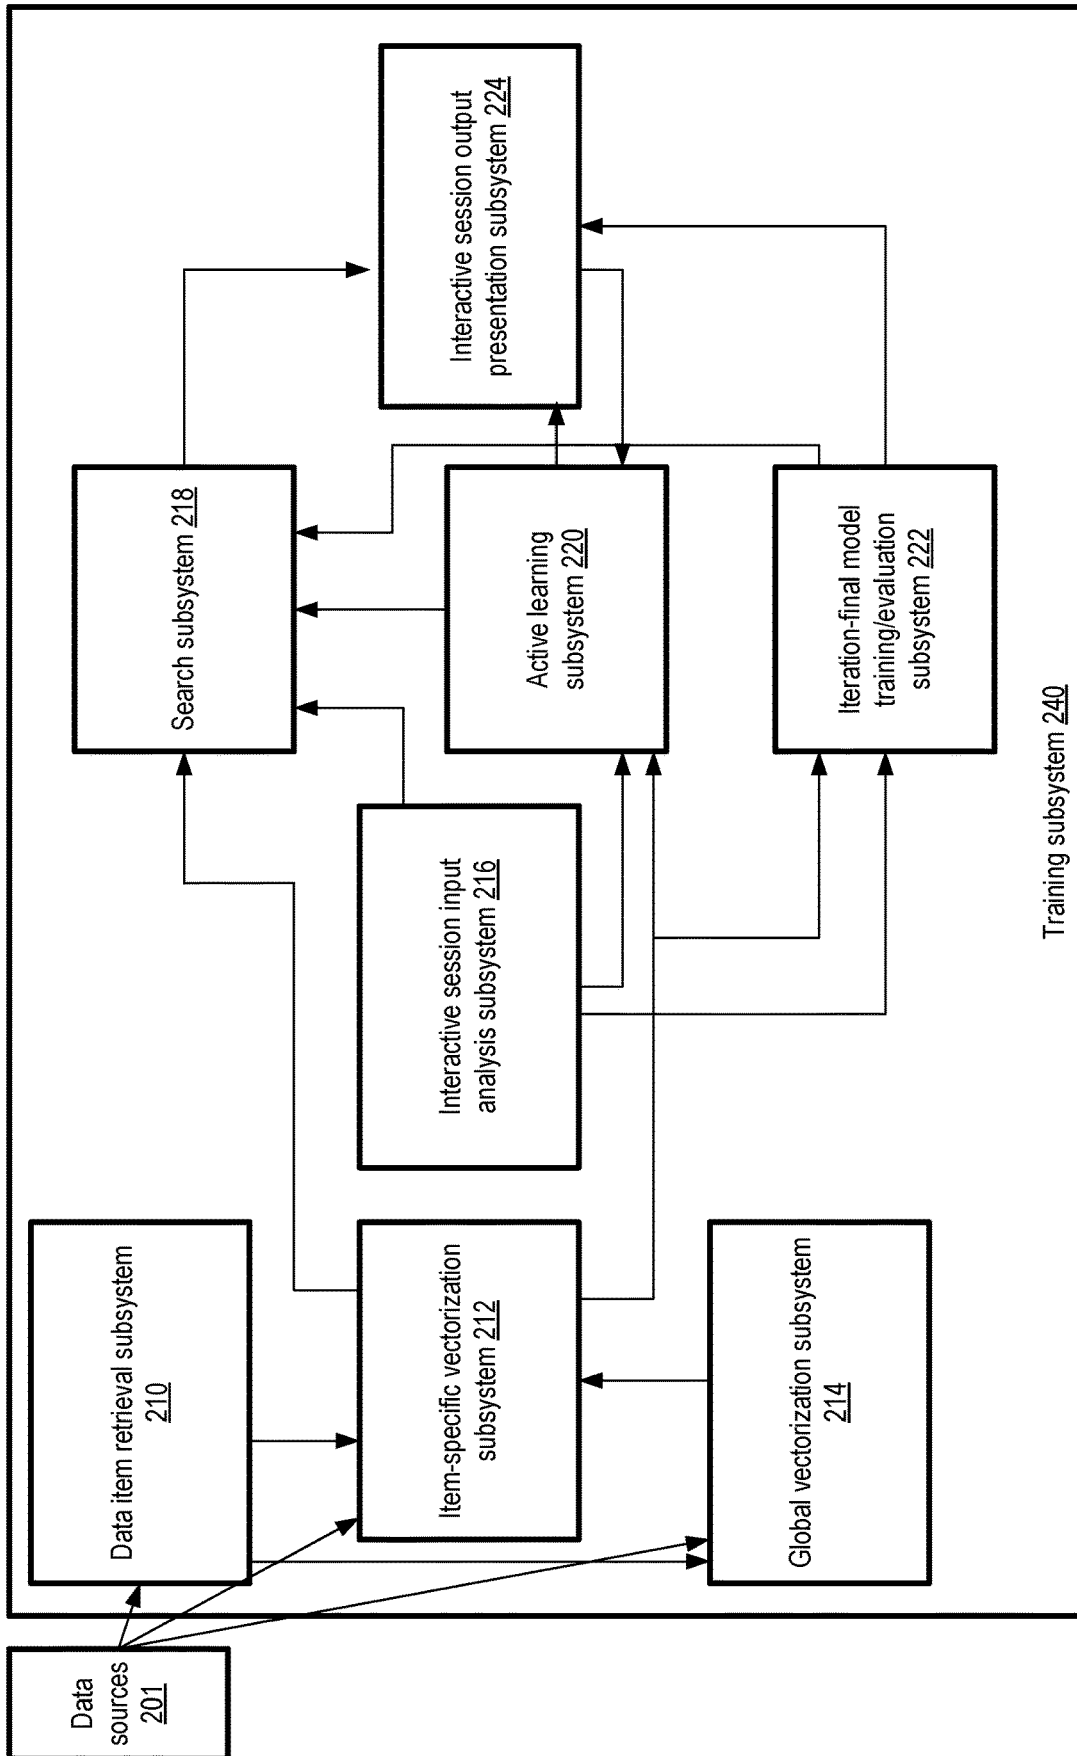 Data
sources
201
Data item retrieval subsystem
210
Item-specific vectorization
subsystem 212
Global vectorization subsystem
214
Interactive session input
analysis subsystem 216
Search subsystem 218
Active learning
subsystem 220
Iteration-final model
training/evaluation
subsystem 222
Interactive session output
presentation subsystem 224
Training subsystem 240